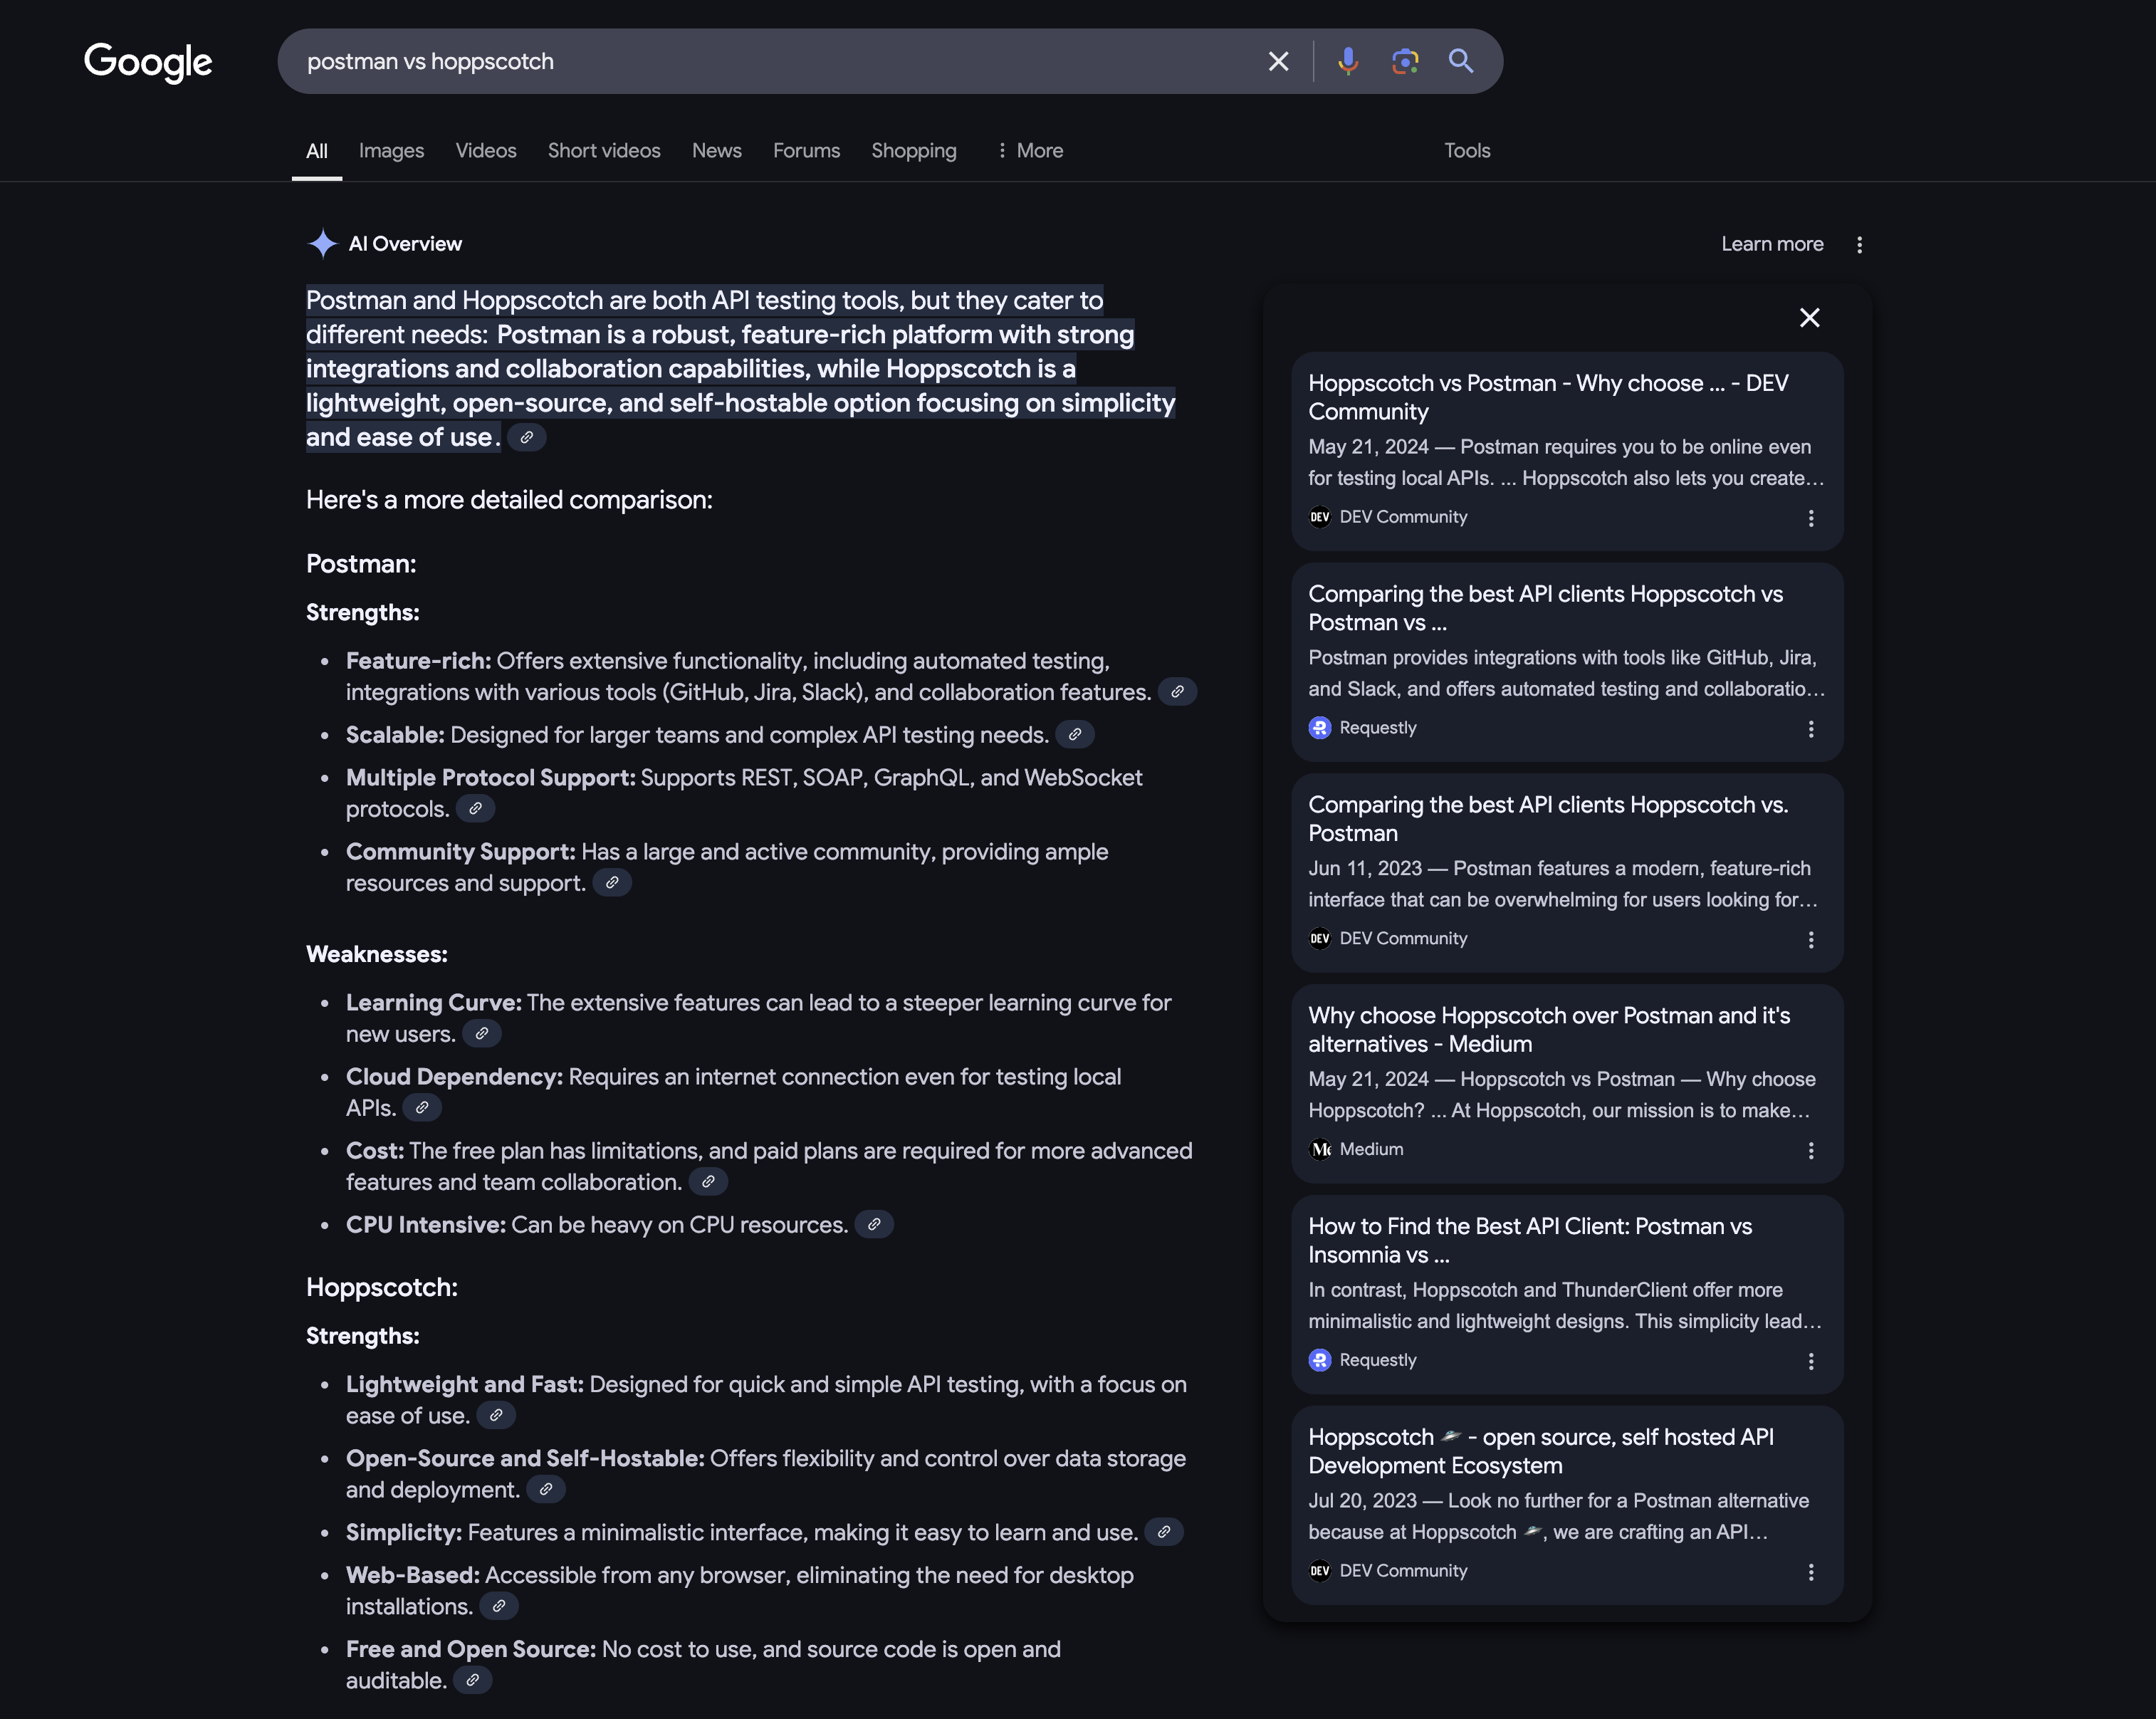 Google
postman vs hoppscotch
All Images Videos Short videos News Forums Shopping More Tools
AI Overview
Learn more
Postman and Hoppscotch are both API testing tools, but they cater to
different needs: Postman is a robust, feature-rich platform with strong
integrations and collaboration capabilities, while Hoppscotch is a
lightweight, open-source, and self-hostable option focusing on simplicity
and ease of use.
Here's a more detailed comparison:
Postman:
Strengths:
• Feature-rich: Offers extensive functionality, including automated testing,
integrations with various tools (GitHub, Jira, Slack), and collaboration features.
• Scalable: Designed for larger teams and complex API testing needs.
• Multiple Protocol Support: Supports REST, SOAP, GraphQL, and WebSocket
protocols.
• Community Support: Has a large and active community, providing ample
resources and support.
Weaknesses:
• Learning Curve: The extensive features can lead to a steeper learning curve for
new users.
• Cloud Dependency: Requires an internet connection even for testing local
APIs.
• Cost: The free plan has limitations, and paid plans are required for more advanced
features and team collaboration.
• CPU Intensive: Can be heavy on CPU resources.
Hoppscotch:
Strengths:
• Lightweight and Fast: Designed for quick and simple API testing, with a focus on
ease of use.
• Open-Source and Self-Hostable: Offers flexibility and control over data storage
and deployment.
• Simplicity: Features a minimalistic interface, making it easy to learn and use.
• Web-Based: Accessible from any browser, eliminating the need for desktop
installations.
• Free and Open Source: No cost to use, and source code is open and
auditable.
Hoppscotch vs Postman - Why choose ... - DEV
Community
May 21, 2024 — Postman requires you to be online even
for testing local APIs. ... Hoppscotch also lets you create...
DEV DEV Community
Comparing the best API clients Hoppscotch vs
Postman vs ...
Postman provides integrations with tools like GitHub, Jira,
and Slack, and offers automated testing and collaboratio...
Requestly
Comparing the best API clients Hoppscotch vs.
Postman
Jun 11, 2023 — Postman features a modern, feature-rich
interface that can be overwhelming for users looking for...
DEV DEV Community
Why choose Hoppscotch over Postman and it's
alternatives - Medium
May 21, 2024 — Hoppscotch vs Postman — Why choose
Hoppscotch? ... At Hoppscotch, our mission is to make...
Medium
How to Find the Best API Client: Postman vs
Insomnia vs ...
In contrast, Hoppscotch and ThunderClient offer more
minimalistic and lightweight designs. This simplicity lead...
Requestly
Hoppscotch 🛸 - open source, self hosted API
Development Ecosystem
Jul 20, 2023 — Look no further for a Postman alternative
because at Hoppscotch 🛸, we are crafting an API...
DEV DEV Community